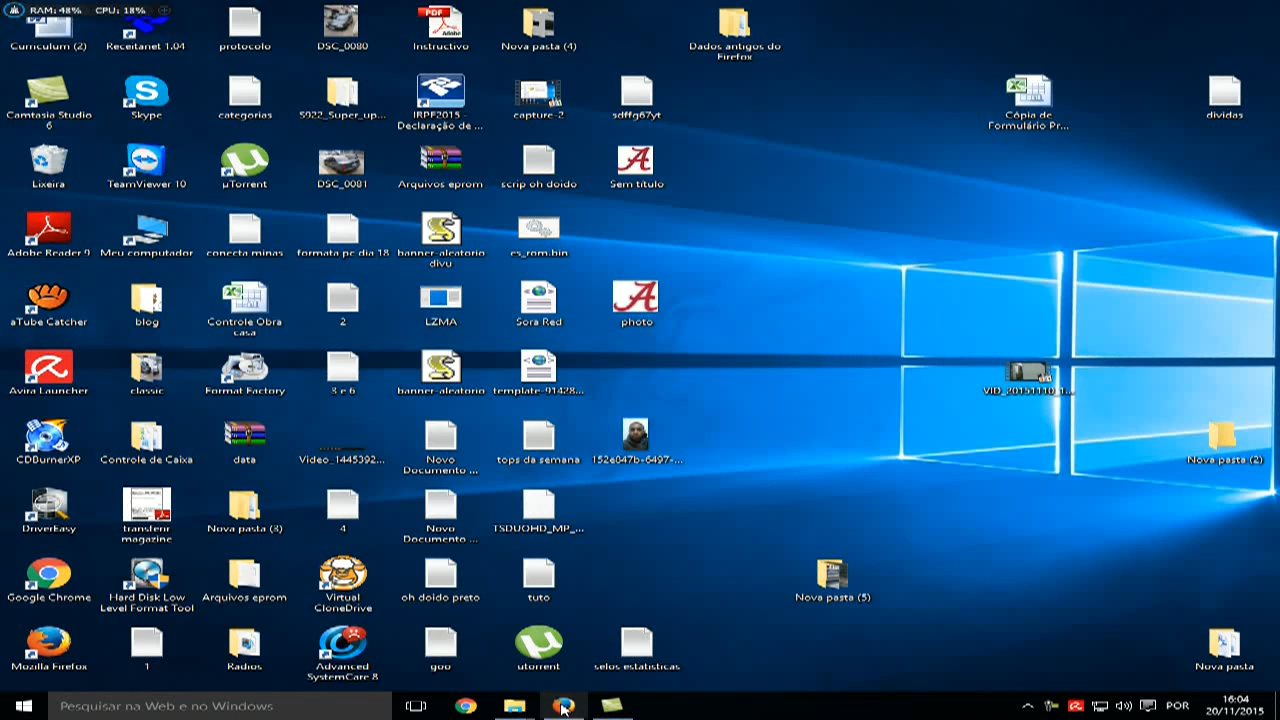 RAM: 48% CPU: 18%
Curriculum (2)
Receitanet 1.04
protocolo
DSC_0080
Instructivo
Nova pasta (4)
Dados antigos do
Firefox
Camtasia Studio
6
Skype
categorias
S922_Super_up...
IRPF2015 -
Declaração de ...
capture-2
sdffg67yt
Cópia de
Formulário Pr...
dividas
Lixeira
TeamViewer 10
µTorrent
DSC_0081
Arquivos eprom
scrip oh doido
Sem título
Adobe Reader 9
Meu computador
conecta minas
formata pc dia 18
banner-aleatorio
divu
es_rom.bin
aTube Catcher
blog
Controle Obra
casa
2
LZMA
Sora Red
photo
Avira Launcher
classic
Format Factory
3 e 6
banner-aleatorio
template-91428...
VID_20151110_1...
CDBurnerXP
Controle de Caixa
data
Video_1445392...
Novo
Documento ...
tops da semana
152e047b-6497-...
Nova pasta (2)
DriverEasy
transferir
magazine
Nova pasta (3)
4
Novo
Documento ...
TSDUOHD_MP_...
Google Chrome
Hard Disk Low
Level Format Tool
Arquivos eprom
Virtual
CloneDrive
oh doido preto
tuto
Nova pasta (5)
Mozilla Firefox
1
Radios
Advanced
SystemCare 8
goo
utorrent
selos estatisticas
Nova pasta
Pesquisar na Web e no Windows
POR
16:04
20/11/2015